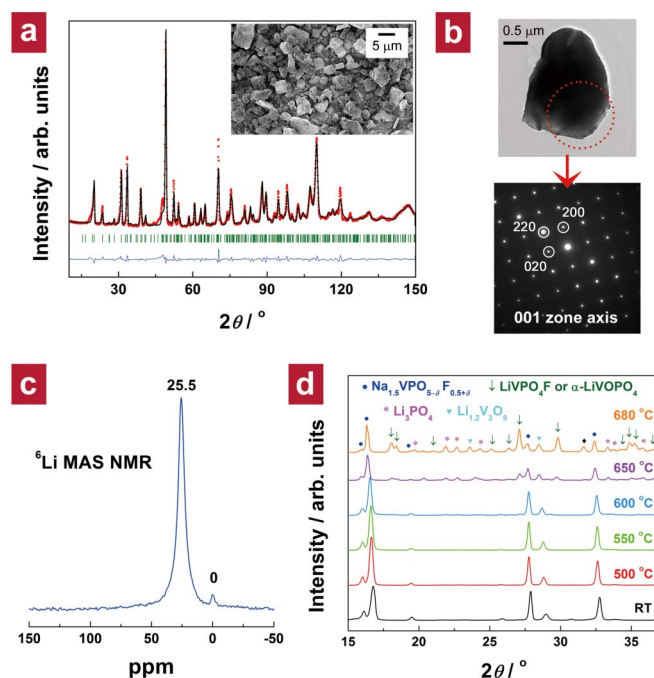 a
Intensity / arb. units
5 μm
30 60 90 120 150
2θ / °
b
0.5 μm
200
220
020
001 zone axis
c
⁶Li MAS NMR
25.5
0
150 100 50 0 -50
ppm
d
Intensity / arb. units
• Na₁.₅VPO₅₋δF₀.₅₊δ ↓ LiVPO₄F or α-LiVOPO₄
* Li₃PO₄ ▼ Li₁.₂V₃O₈
680 °C
650 °C
600 °C
550 °C
500 °C
RT
15 20 25 30 35
2θ / °